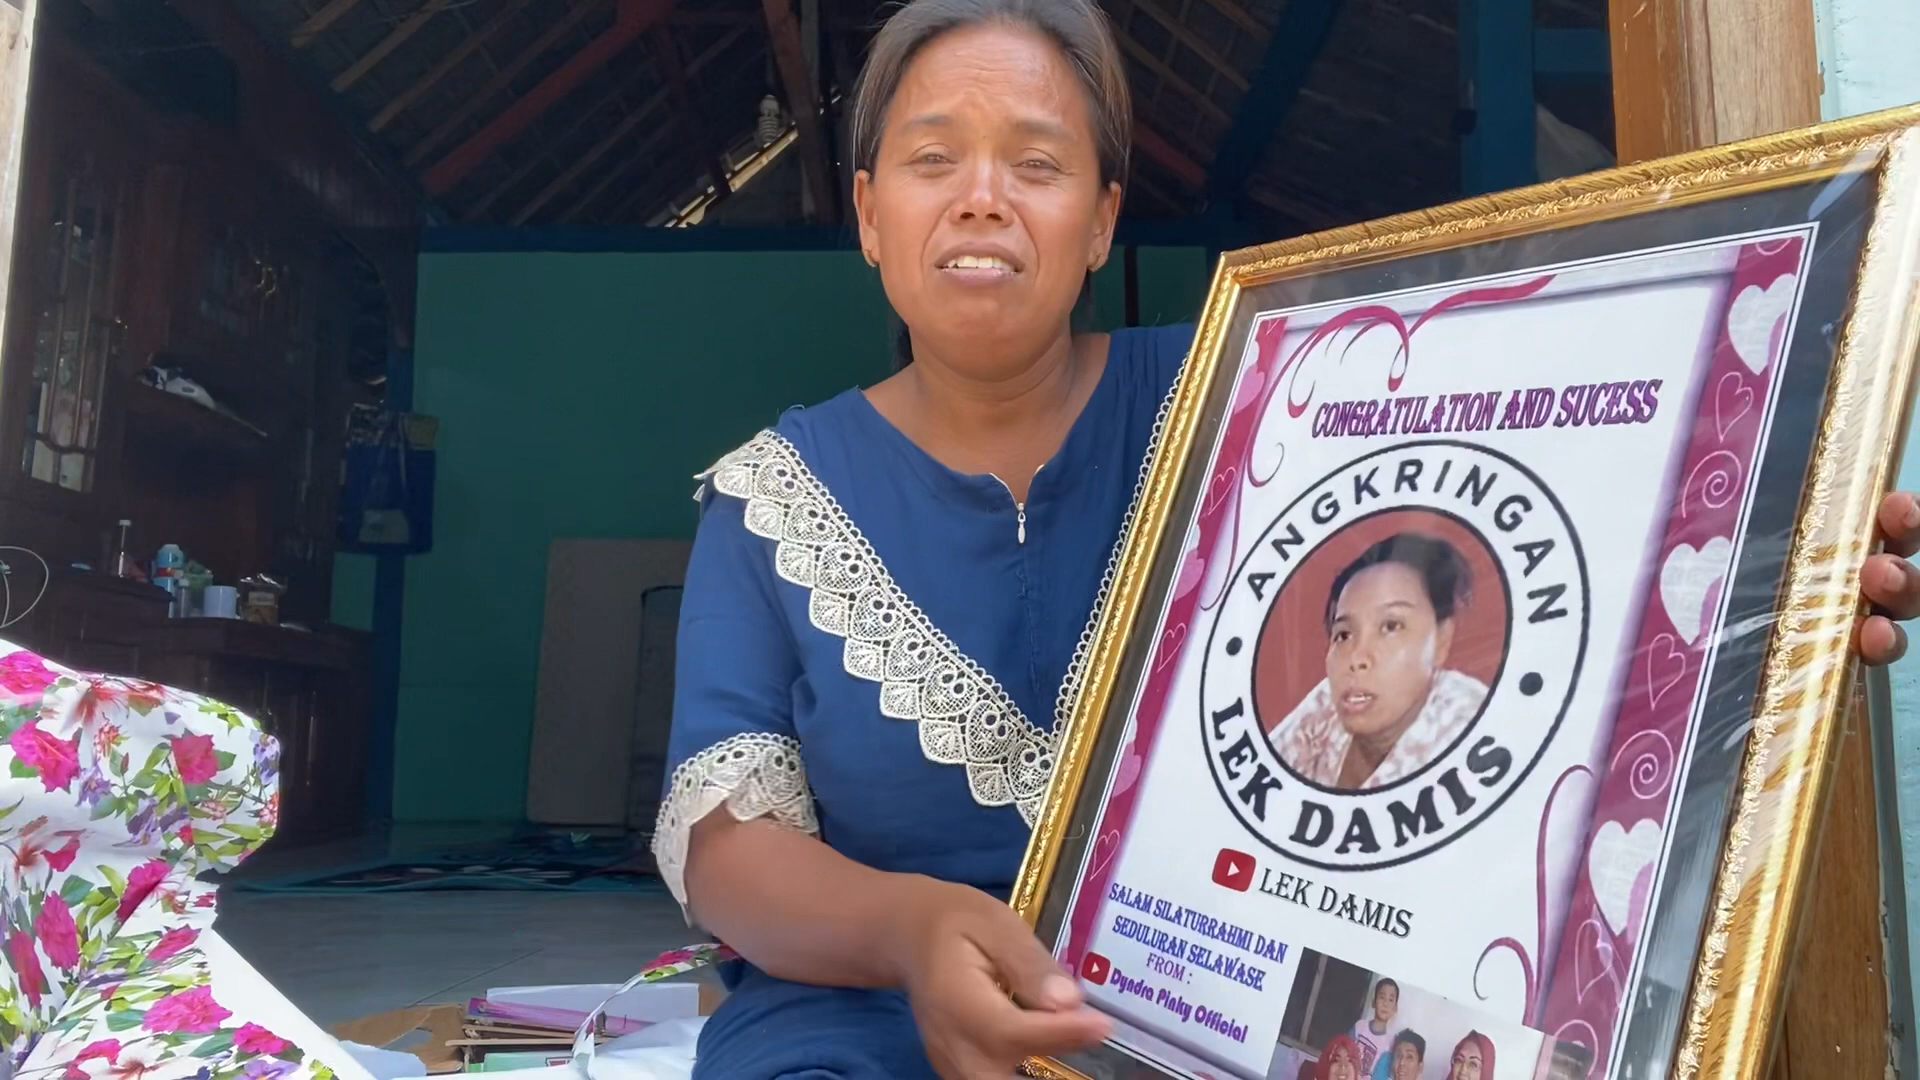 CONGRATULATION AND SUCESS
ANGKRINGAN
LEK DAMIS
LEK DAMIS
SALAM SILATURRAHMI DAN
SEDULURAN SELAWASE
FROM :
Dyndra Pinky Official